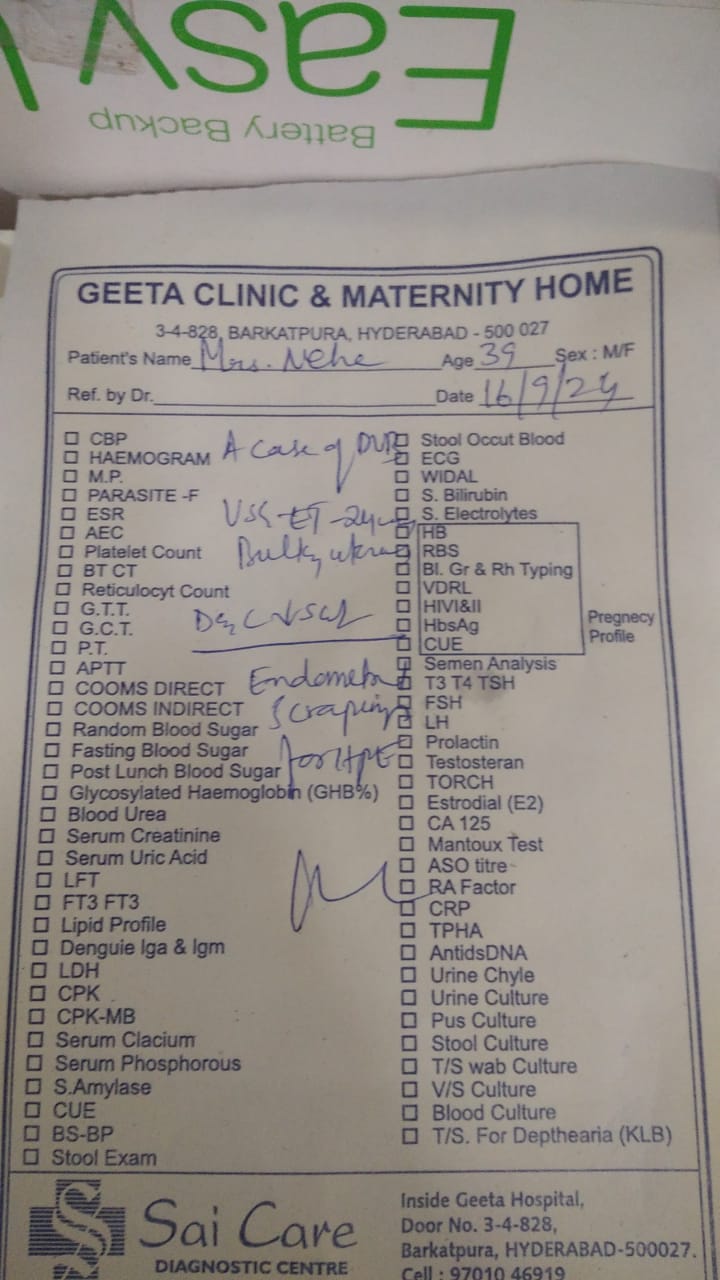 Easy
Battery Backup
GEETA CLINIC & MATERNITY HOME
3-4-828, BARKATPURA, HYDERABAD - 500 027
Patient's Name Mrs. Nehe Age 39 Sex : M/F
Ref. by Dr. Date 16/9/24
CBP
HAEMOGRAM
M.P.
PARASITE -F
ESR
AEC
Platelet Count
BT CT
Reticulocyt Count
G.T.T.
G.C.T.
P.T.
APTT
COOMS DIRECT
COOMS INDIRECT
Random Blood Sugar
Fasting Blood Sugar
Post Lunch Blood Sugar
Glycosylated Haemoglobin (GHB%)
Blood Urea
Serum Creatinine
Serum Uric Acid
LFT
FT3 FT3
Lipid Profile
Denguie Iga & Igm
LDH
CPK
CPK-MB
Serum Clacium
Serum Phosphorous
S.Amylase
CUE
BS-BP
Stool Exam
A case of DUB
USG - ET -
Bulky uterus
Endometr
Scraping
for HPE
Stool Occut Blood
ECG
WIDAL
S. Bilirubin
S. Electrolytes
HB
RBS
Bl. Gr & Rh Typing
VDRL
HIVI&II
HbsAg
CUE
Pregnecy
Profile
Semen Analysis
T3 T4 TSH
FSH
LH
Prolactin
Testosteran
TORCH
Estrodial (E2)
CA 125
Mantoux Test
ASO titre
RA Factor
CRP
TPHA
AntidsDNA
Urine Chyle
Urine Culture
Pus Culture
Stool Culture
T/S wab Culture
V/S Culture
Blood Culture
T/S. For Depthearia (KLB)
Sai Care
DIAGNOSTIC CENTRE
Inside Geeta Hospital,
Door No. 3-4-828,
Barkatpura, HYDERABAD-500027.
Cell : 97010 46919